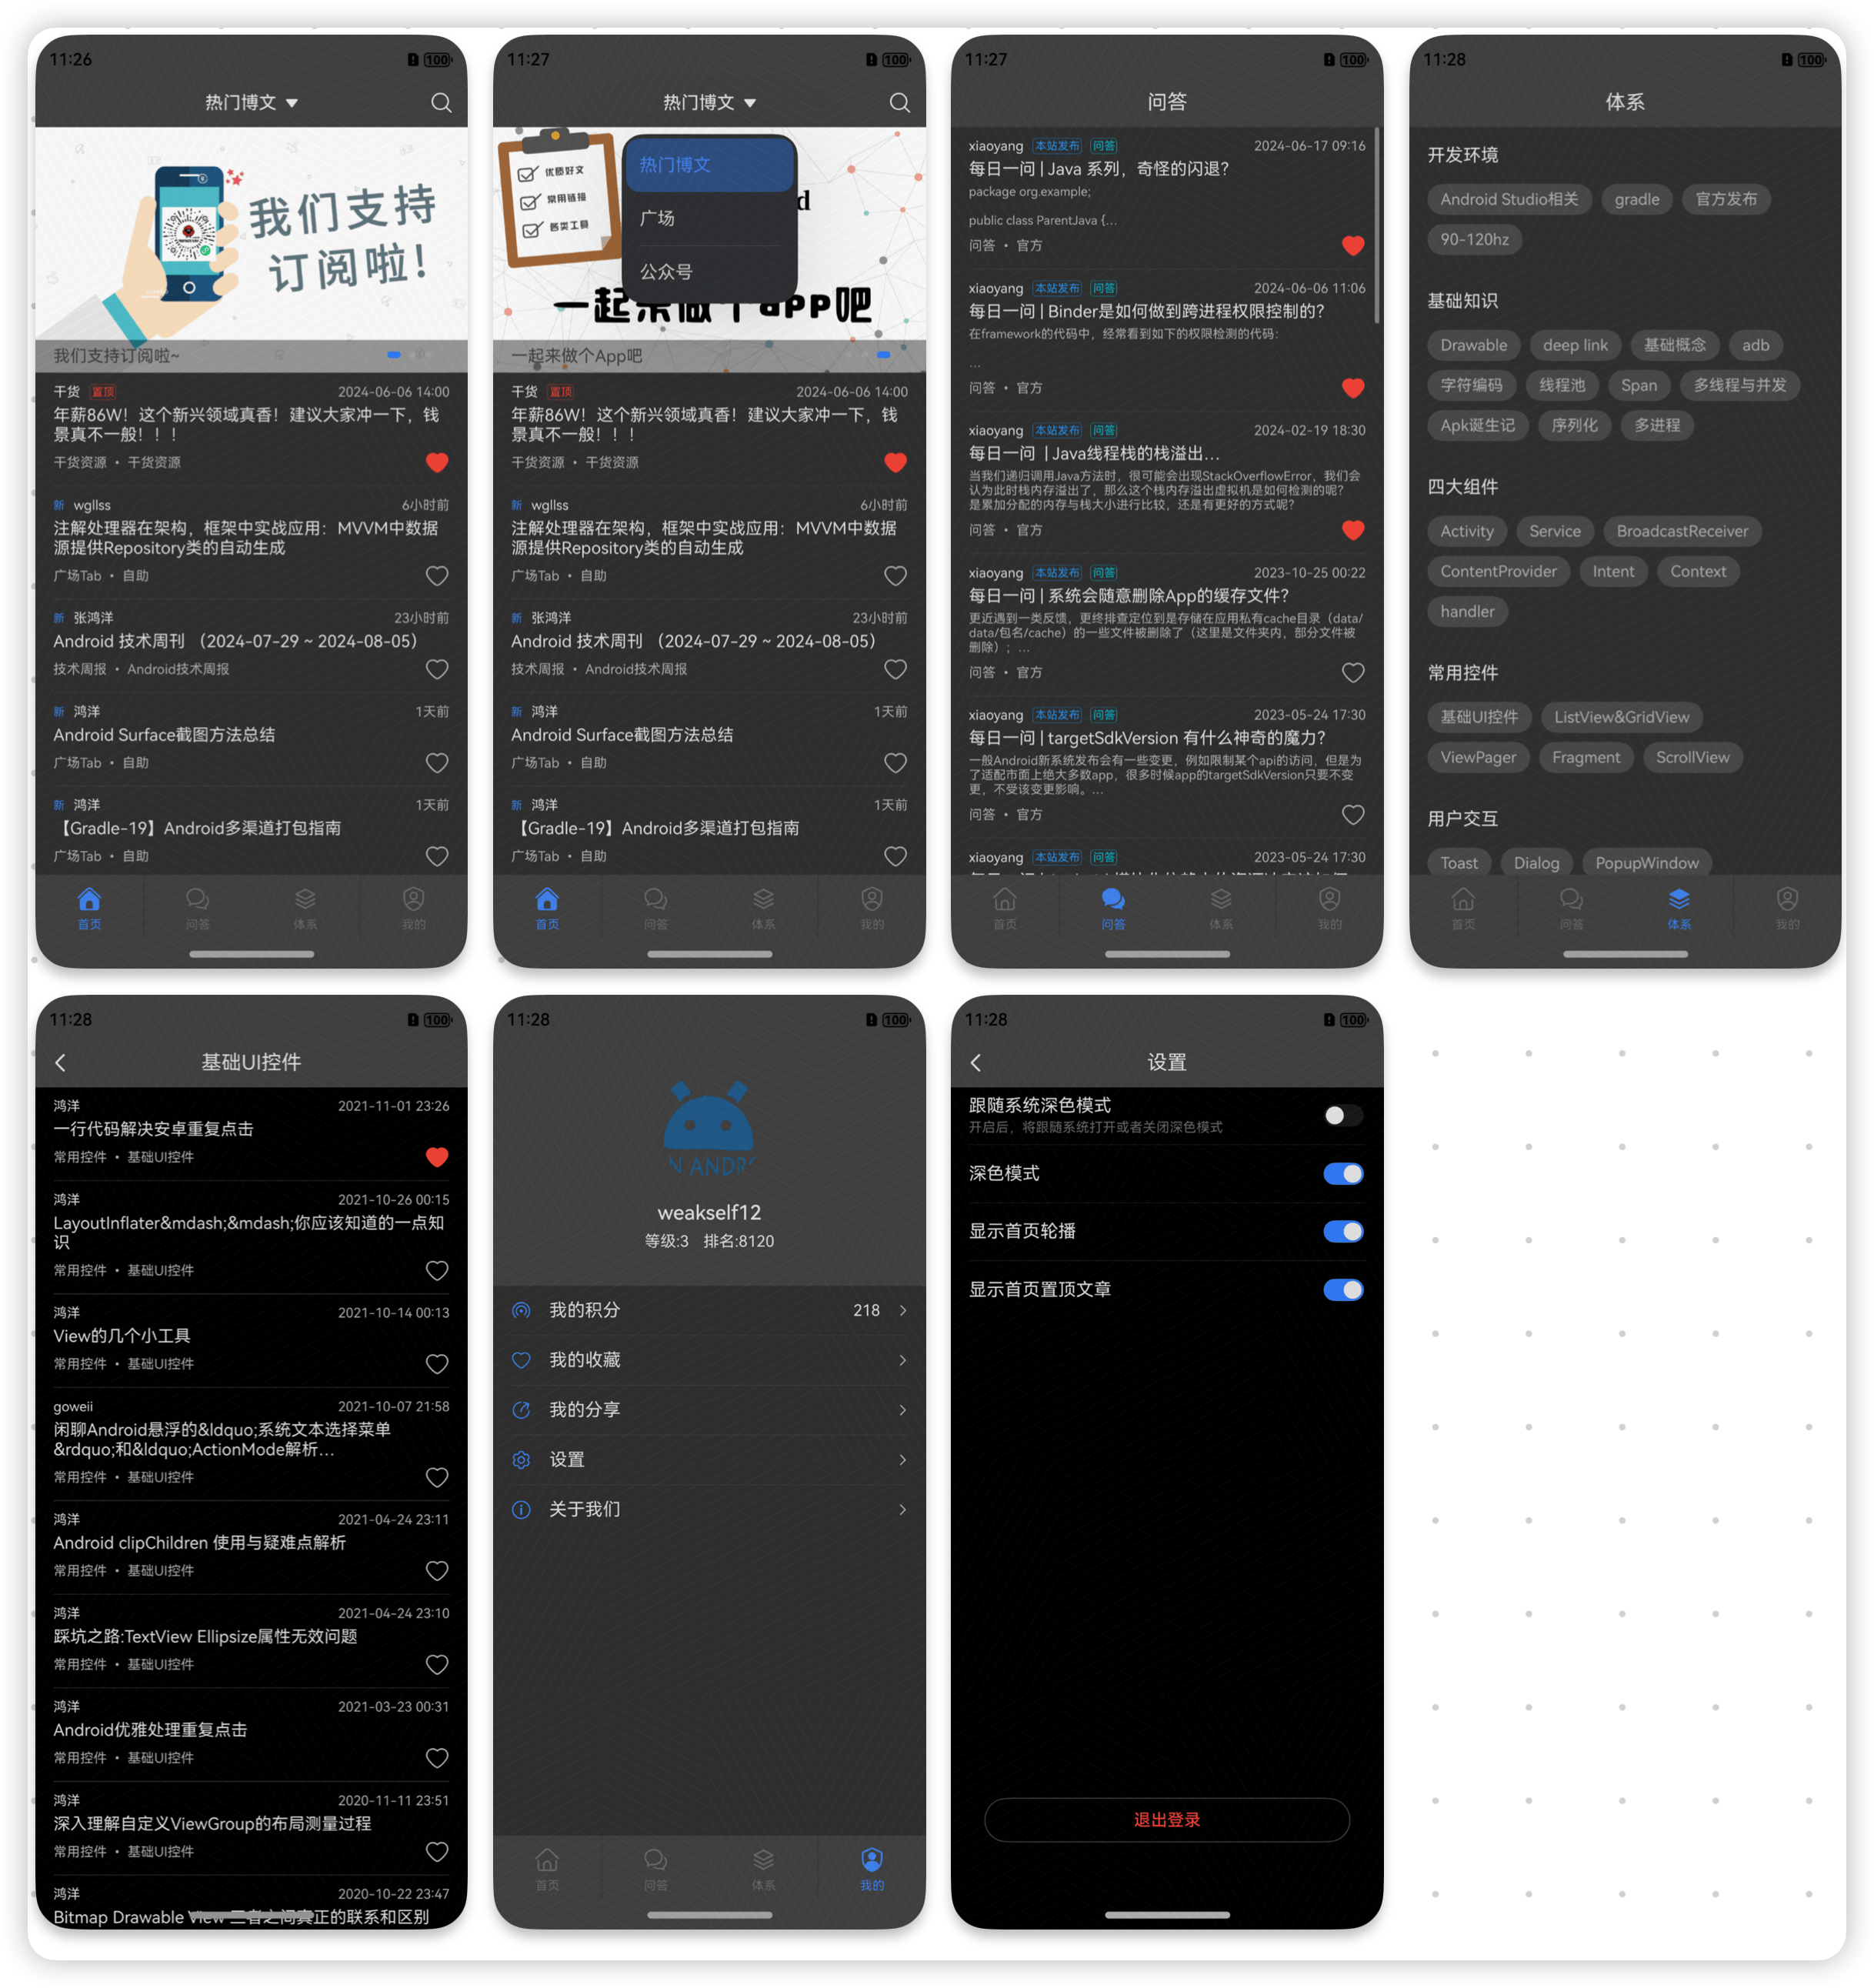 11:26
100
热门博文
我们支持
订阅啦!
我们支持订阅啦~
干货 置顶 2024-06-06 14:00
年薪86W！这个新兴领域真香！建议大家冲一下，钱
景真不一般！！！
干货资源 • 干货资源
新 wgllss 6小时前
注解处理器在架构，框架中实战应用：MVVM中数据
源提供Repository类的自动生成
广场Tab • 自助
新 张鸿洋 23小时前
Android 技术周刊 （2024-07-29 ~ 2024-08-05）
技术周报 • Android技术周报
新 鸿洋 1天前
Android Surface截图方法总结
广场Tab • 自助
新 鸿洋 1天前
【Gradle-19】Android多渠道打包指南
广场Tab • 自助
首页 问答 体系 我的
11:27
100
热门博文
优质好文
常用链接
各类工具
热门博文
广场
公众号
d
一起来做个app吧
一起来做个App吧
干货 置顶 2024-06-06 14:00
年薪86W！这个新兴领域真香！建议大家冲一下，钱
景真不一般！！！
干货资源 • 干货资源
新 wgllss 6小时前
注解处理器在架构，框架中实战应用：MVVM中数据
源提供Repository类的自动生成
广场Tab • 自助
新 张鸿洋 23小时前
Android 技术周刊 （2024-07-29 ~ 2024-08-05）
技术周报 • Android技术周报
新 鸿洋 1天前
Android Surface截图方法总结
广场Tab • 自助
新 鸿洋 1天前
【Gradle-19】Android多渠道打包指南
广场Tab • 自助
首页 问答 体系 我的
11:27
100
问答
xiaoyang 本站发布 问答 2024-06-17 09:16
每日一问 | Java 系列，奇怪的闪退？
package org.example;
public class ParentJava {...
问答 • 官方
xiaoyang 本站发布 问答 2024-06-06 11:06
每日一问 | Binder是如何做到跨进程权限控制的？
在framework的代码中，经常看到如下的权限检测的代码：
...
问答 • 官方
xiaoyang 本站发布 问答 2024-02-19 18:30
每日一问 | Java线程栈的栈溢出...
当我们递归调用Java方法时，很可能会出现StackOverflowError，我们会
认为此时栈内存溢出了，那么这个栈内存溢出虚拟机是如何检测的呢？
是累加分配的内存与栈大小进行比较，还是有更好的方式呢？
问答 • 官方
xiaoyang 本站发布 问答 2023-10-25 00:22
每日一问 | 系统会随意删除App的缓存文件？
更近遇到一类反馈，更终排查定位到是存储在应用私有cache目录（data/
data/包名/cache）的一些文件被删除了（这里是文件夹内，部分文件被
删除）；...
问答 • 官方
xiaoyang 本站发布 问答 2023-05-24 17:30
每日一问 | targetSdkVersion 有什么神奇的魔力？
一般Android新系统发布会有一些变更，例如限制某个api的访问，但是为
了适配市面上绝大多数app，很多时候app的targetSdkVersion只要不变
更，不受该变更影响。...
问答 • 官方
xiaoyang 本站发布 问答 2023-05-24 17:30
首页 问答 体系 我的
11:28
100
体系
开发环境
Android Studio相关 gradle 官方发布
90-120hz
基础知识
Drawable deep link 基础概念 adb
字符编码 线程池 Span 多线程与并发
Apk诞生记 序列化 多进程
四大组件
Activity Service BroadcastReceiver
ContentProvider Intent Context
handler
常用控件
基础UI控件 ListView&GridView
ViewPager Fragment ScrollView
用户交互
Toast Dialog PopupWindow
首页 问答 体系 我的
11:28
100
基础UI控件
鸿洋 2021-11-01 23:26
一行代码解决安卓重复点击
常用控件 • 基础UI控件
鸿洋 2021-10-26 00:15
LayoutInflater&mdash;&mdash;你应该知道的一点知
识
常用控件 • 基础UI控件
鸿洋 2021-10-14 00:13
View的几个小工具
常用控件 • 基础UI控件
goweii 2021-10-07 21:58
闲聊Android悬浮的&ldquo;系统文本选择菜单
&rdquo;和&ldquo;ActionMode解析...
常用控件 • 基础UI控件
鸿洋 2021-04-24 23:11
Android clipChildren 使用与疑难点解析
常用控件 • 基础UI控件
鸿洋 2021-04-24 23:10
踩坑之路:TextView Ellipsize属性无效问题
常用控件 • 基础UI控件
鸿洋 2021-03-23 00:31
Android优雅处理重复点击
常用控件 • 基础UI控件
鸿洋 2020-11-11 23:51
深入理解自定义ViewGroup的布局测量过程
常用控件 • 基础UI控件
鸿洋 2020-10-22 23:47
Bitmap Drawable View 三者之间真正的联系和区别
11:28
100
N ANDR
weakself12
等级:3 排名:8120
我的积分 218
我的收藏
我的分享
设置
关于我们
首页 问答 体系 我的
11:28
100
设置
跟随系统深色模式
开启后，将跟随系统打开或者关闭深色模式
深色模式
显示首页轮播
显示首页置顶文章
退出登录